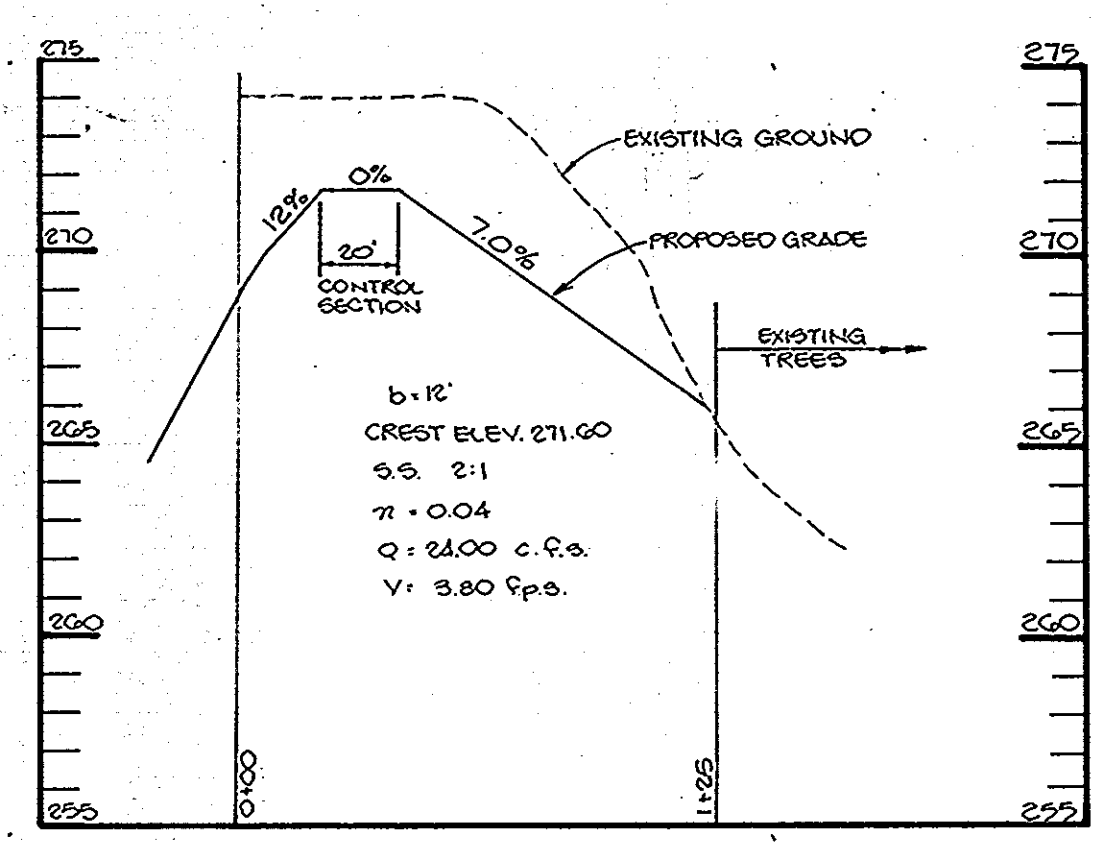 275
275
EXISTING GROUND
0%
12%
270
7.0%
PROPOSED GRADE
270
20'
CONTROL
SECTION
EXISTING
TREES
b=12'
265
CREST ELEV. 271.60
265
S.S. 2:1
n = 0.04
Q = 24.00 c.f.s.
V = 3.80 f.p.s.
260
260
0+00
1+25
255
255